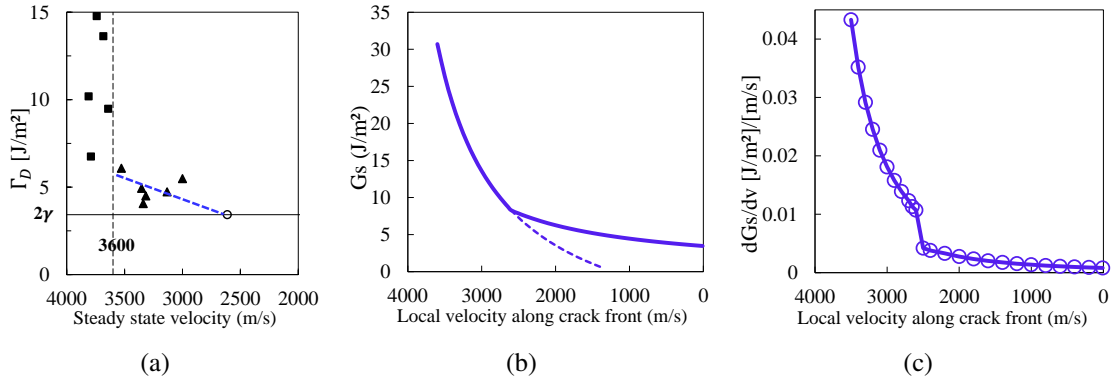 Γ_D [J/m²]
15
10
5
2γ
0
3600
4000 3500 3000 2500 2000
Steady state velocity (m/s)
(a)
Gs (J/m²)
35
30
25
20
15
10
5
0
4000 3000 2000 1000 0
Local velocity along crack front (m/s)
(b)
dGs/dv [J/m²]/[m/s]
0.04
0.03
0.02
0.01
0
4000 3000 2000 1000 0
Local velocity along crack front (m/s)
(c)